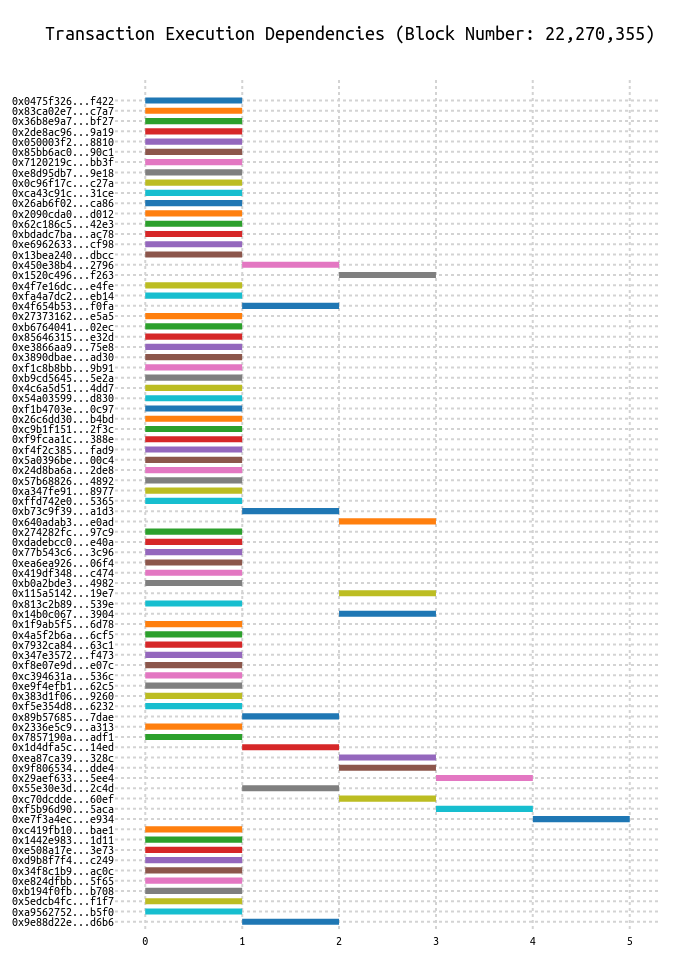 Transaction Execution Dependencies (Block Number: 22,270,355)
0x0475f326...f422
0x83ca02e7...c7a7
0x36b8e9a7...bf27
0x2de8ac96...9a19
0x050003f2...8810
0x85bb6ac0...90c1
0x7120219c...bb3f
0xe8d95db7...9e18
0x0c96f17c...c27a
0xca43c91c...31ce
0x26ab6f02...ca86
0x2090cda0...d012
0x62c186c5...42e3
0xbdadc7ba...ac78
0xe6962633...cf98
0x13bea240...dbcc
0x450e38b4...2796
0x1520c496...f263
0x4f7e16dc...e4fe
0xfa4a7dc2...eb14
0x4f654b53...f0fa
0x27373162...e5a5
0xb6764041...02ec
0x85646315...e32d
0xe3866aa9...75e8
0x3890dbae...ad30
0xf1c8b8bb...9b91
0xb9cd5645...5e2a
0x4c6a5d51...4dd7
0x54a03599...d830
0xf1b4703e...0c97
0x26c6dd30...b4bd
0xc9b1f151...2f3c
0xf9fcaa1c...388e
0xf4f2c385...fad9
0x5a0396be...00c4
0x24d8ba6a...2de8
0x57b68826...4892
0xa347fe91...8977
0xffd742e0...5365
0xb73c9f39...a1d3
0x640adab3...e0ad
0x274282fc...97c9
0xdadebcc0...e40a
0x77b543c6...3c96
0xea6ea926...06f4
0x419df348...c474
0xb0a2bde3...4982
0x115a5142...19e7
0x813c2b89...539e
0x14b0c067...3904
0x1f9ab5f5...6d78
0x4a5f2b6a...6cf5
0x7932ca84...63c1
0x347e3572...f473
0xf8e07e9d...e07c
0xc394631a...536c
0xe9f4efb1...62c5
0x383d1f06...9260
0xf5e354d8...6232
0x89b57685...7dae
0x2336e5c9...a313
0x7857190a...adf1
0x1d4dfa5c...14ed
0xea87ca39...328c
0x9f806534...dde4
0x29aef633...5ee4
0x55e30e3d...2c4d
0xc70dcdde...60ef
0xf5b96d90...5aca
0xe7f3a4ec...e934
0xc419fb10...bae1
0x1442e983...1d11
0xe508a17e...3e73
0xd9b8f7f4...c249
0x34f8c1b9...ac0c
0xe824dfbb...5f65
0xb194f0fb...b708
0x5edcb4fc...f1f7
0xa9562752...b5f0
0x9e88d22e...d6b6
0 1 2 3 4 5